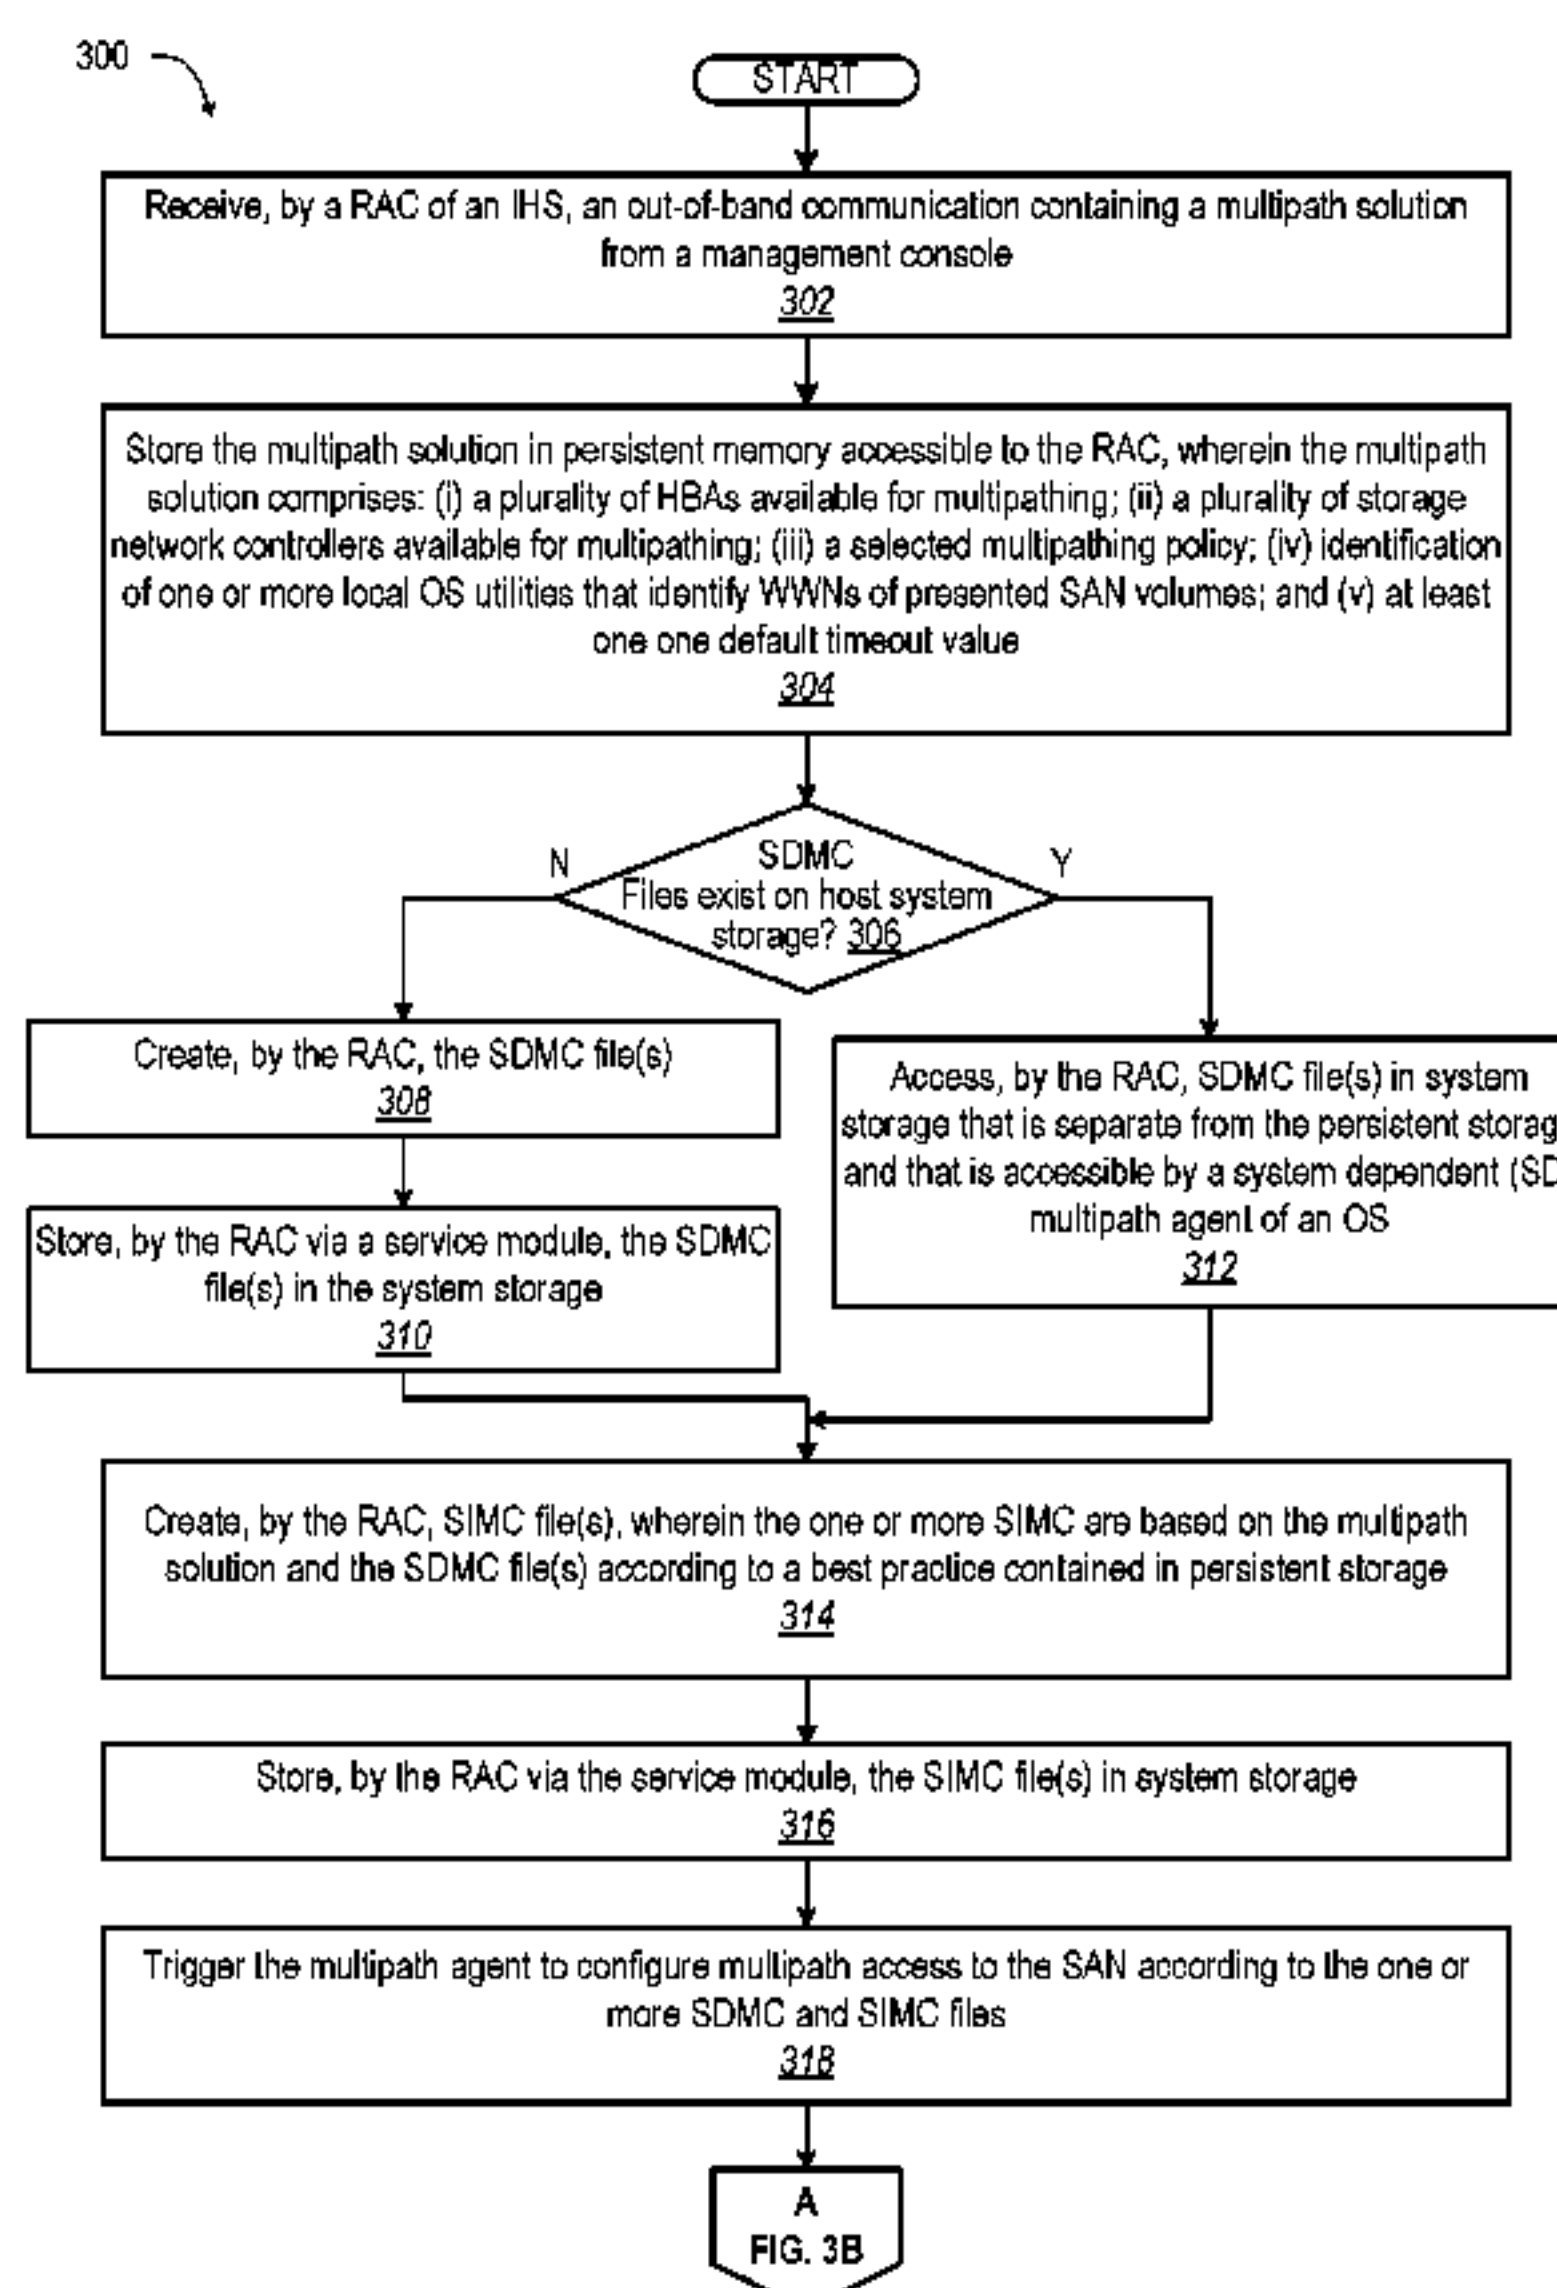 300
START
Receive, by a RAC of an IHS, an out-of-band communication containing a multipath solution
from a management console
302
Store the multipath solution in persistent memory accessible to the RAC, wherein the multipath
solution comprises: (i) a plurality of HBAs available for multipathing; (ii) a plurality of storage
network controllers available for multipathing; (iii) a selected multipathing policy; (iv) identification
of one or more local OS utilities that identify WWNs of presented SAN volumes; and (v) at least
one one default timeout value
304
N
Y
SDMC
Files exist on host system
storage? 306
Create, by the RAC, the SDMC file(s)
308
Store, by the RAC via a service module, the SDMC
file(s) in the system storage
310
Access, by the RAC, SDMC file(s) in system
storage that is separate from the persistent storag
and that is accessible by a system dependent (SD
multipath agent of an OS
312
Create, by the RAC, SIMC file(s), wherein the one or more SIMC are based on the multipath
solution and the SDMC file(s) according to a best practice contained in persistent storage
314
Store, by the RAC via the service module, the SIMC file(s) in system storage
316
Trigger the multipath agent to configure multipath access to the SAN according to the one or
more SDMC and SIMC files
318
A
FIG. 3B